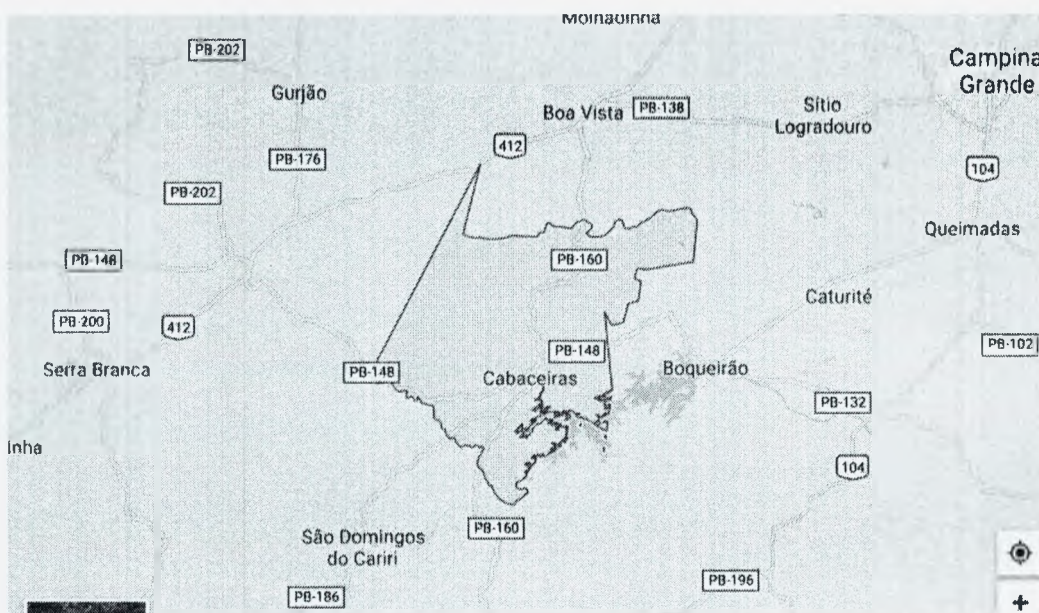 Campina
Grande
PB-202
Gurjão
Boa Vista
PB-138
Sítio
Logradouro
412
PB-176
104
PB-202
Queimadas
PB-148
PB-160
Caturité
PB-200
412
PB-148
PB-102
Serra Branca
PB-148
Cabaceiras
Boqueirão
PB-132
inha
104
PB-160
São Domingos
do Cariri
PB-196
PB-186